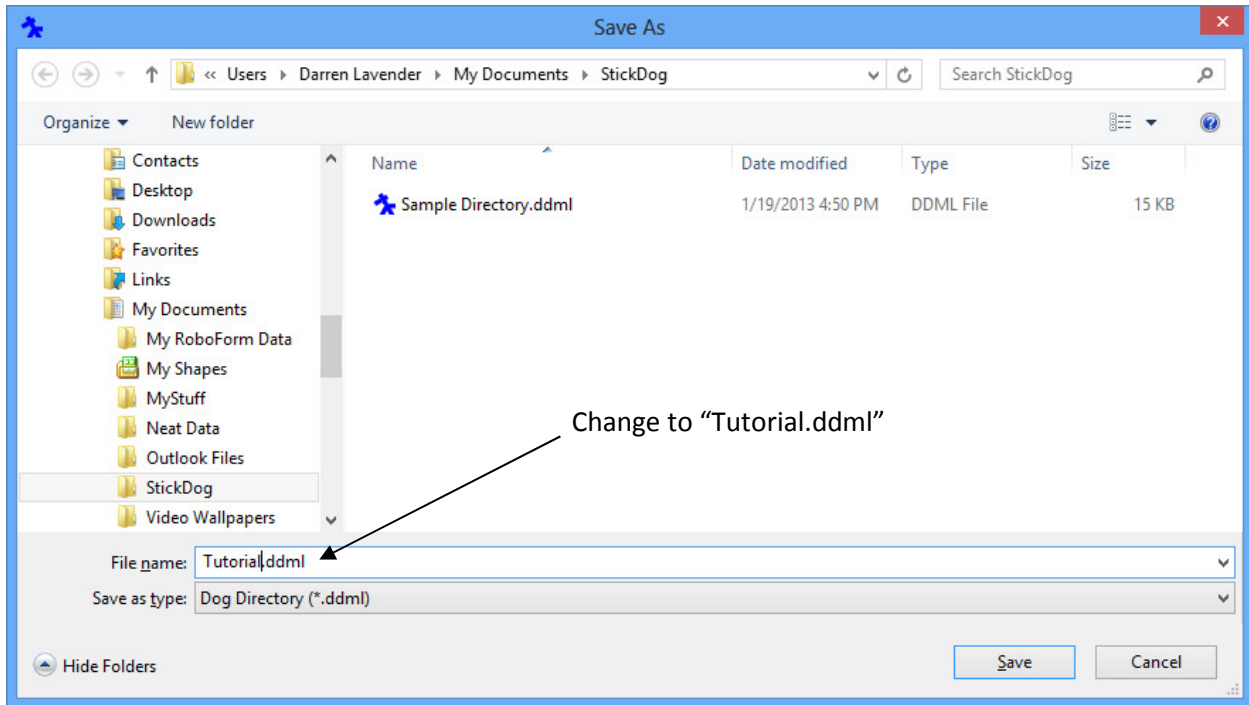 Save As
« Users ▸ Darren Lavender ▸ My Documents ▸ StickDog
Search StickDog
Organize ▼ New folder
Name Date modified Type Size
Sample Directory.ddml 1/19/2013 4:50 PM DDML File 15 KB
Contacts
Desktop
Downloads
Favorites
Links
My Documents
My RoboForm Data
My Shapes
MyStuff
Neat Data
Outlook Files
StickDog
Video Wallpapers
Change to “Tutorial.ddml”
File name: Tutorial.ddml
Save as type: Dog Directory (*.ddml)
Hide Folders
Save Cancel